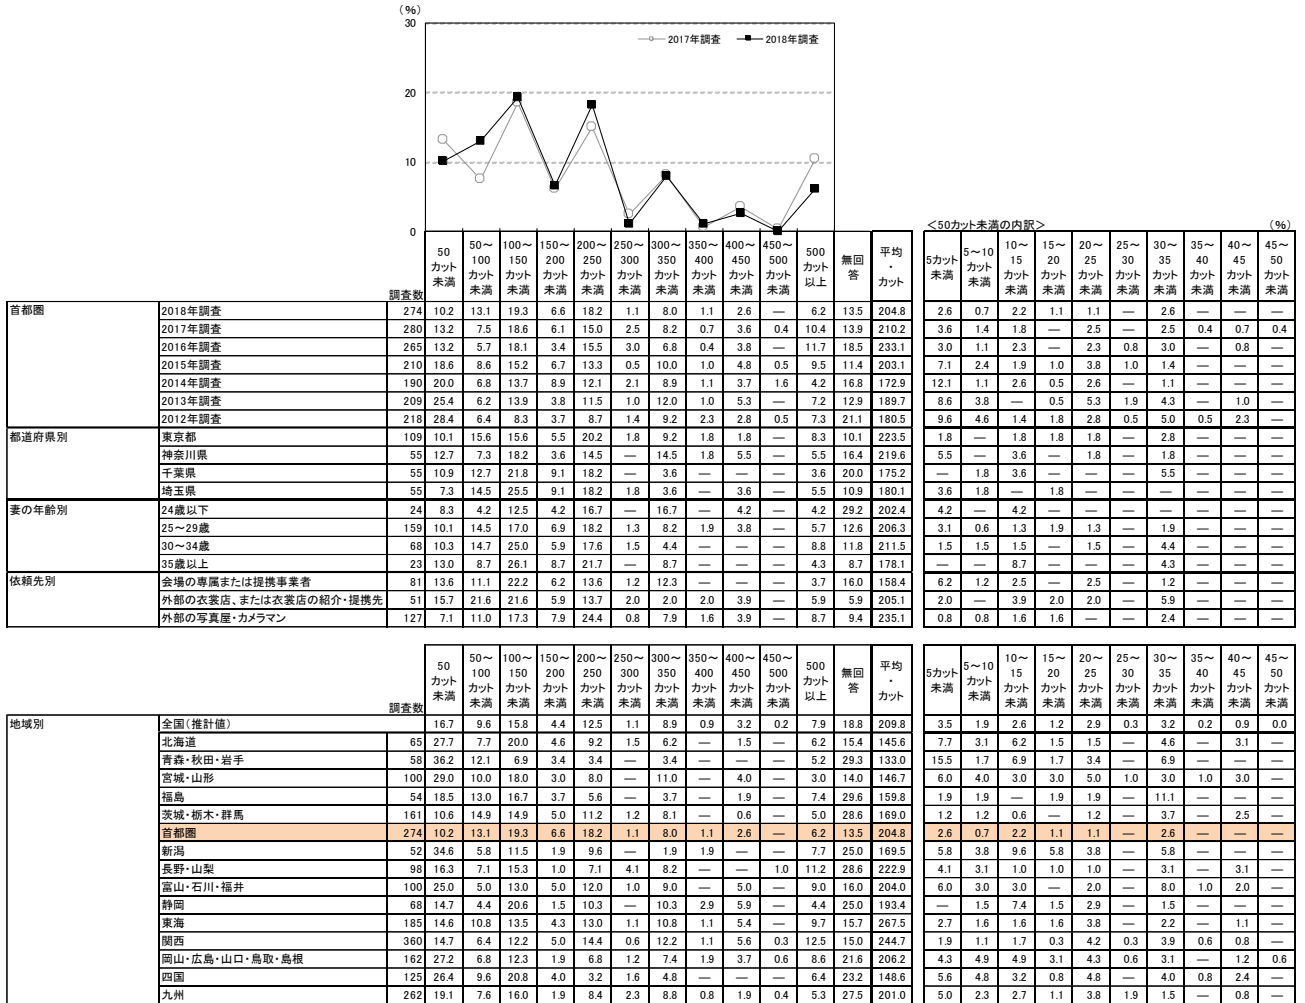 （％）
30
20
10
0
2017年調査 2018年調査
＜50カット未満の内訳＞ （％）
調査数 50カット未満 50～100カット未満 100～150カット未満 150～200カット未満 200～250カット未満 250～300カット未満 300～350カット未満 350～400カット未満 400～450カット未満 450～500カット未満 500カット以上 無回答 平均・カット 5カット未満 5～10カット未満 10～15カット未満 15～20カット未満 20～25カット未満 25～30カット未満 30～35カット未満 35～40カット未満 40～45カット未満 45～50カット未満
首都圏 2018年調査 274 10.2 13.1 19.3 6.6 18.2 1.1 8.0 1.1 2.6 ― 6.2 13.5 204.8 2.6 0.7 2.2 1.1 1.1 ― 2.6 ― ― ―
2017年調査 280 13.2 7.5 18.6 6.1 15.0 2.5 8.2 0.7 3.6 0.4 10.4 13.9 210.2 3.6 1.4 1.8 ― 2.5 ― 2.5 0.4 0.7 0.4
2016年調査 265 13.2 5.7 18.1 3.4 15.5 3.0 6.8 0.4 3.8 ― 11.7 18.5 233.1 3.0 1.1 2.3 ― 2.3 0.8 3.0 ― 0.8 ―
2015年調査 210 18.6 8.6 15.2 6.7 13.3 0.5 10.0 1.0 4.8 0.5 9.5 11.4 203.1 7.1 2.4 1.9 1.0 3.8 1.0 1.4 ― ― ―
2014年調査 190 20.0 6.8 13.7 8.9 12.1 2.1 8.9 1.1 3.7 1.6 4.2 16.8 172.9 12.1 1.1 2.6 0.5 2.6 ― 1.1 ― ― ―
2013年調査 209 25.4 6.2 13.9 3.8 11.5 1.0 12.0 1.0 5.3 ― 7.2 12.9 189.7 8.6 3.8 ― 0.5 5.3 1.9 4.3 ― 1.0 ―
2012年調査 218 28.4 6.4 8.3 3.7 8.7 1.4 9.2 2.3 2.8 0.5 7.3 21.1 180.5 9.6 4.6 1.4 1.8 2.8 0.5 5.0 0.5 2.3 ―
都道府県別 東京都 109 10.1 15.6 15.6 5.5 20.2 1.8 9.2 1.8 1.8 ― 8.3 10.1 223.5 1.8 ― 1.8 1.8 1.8 ― 2.8 ― ― ―
神奈川県 55 12.7 7.3 18.2 3.6 14.5 ― 14.5 1.8 5.5 ― 5.5 16.4 219.6 5.5 ― 3.6 ― 1.8 ― 1.8 ― ― ―
千葉県 55 10.9 12.7 21.8 9.1 18.2 ― 3.6 ― ― ― 3.6 20.0 175.2 ― 1.8 3.6 ― ― ― 5.5 ― ― ―
埼玉県 55 7.3 14.5 25.5 9.1 18.2 1.8 3.6 ― 3.6 ― 5.5 10.9 180.1 3.6 1.8 ― 1.8 ― ― ― ― ― ―
妻の年齢別 24歳以下 24 8.3 4.2 12.5 4.2 16.7 ― 16.7 ― 4.2 ― 4.2 29.2 202.4 4.2 ― 4.2 ― ― ― ― ― ― ―
25～29歳 159 10.1 14.5 17.0 6.9 18.2 1.3 8.2 1.9 3.8 ― 5.7 12.6 206.3 3.1 0.6 1.3 1.9 1.3 ― 1.9 ― ― ―
30～34歳 68 10.3 14.7 25.0 5.9 17.6 1.5 4.4 ― ― ― 8.8 11.8 211.5 1.5 1.5 1.5 ― 1.5 ― 4.4 ― ― ―
35歳以上 23 13.0 8.7 26.1 8.7 21.7 ― 8.7 ― ― ― 4.3 8.7 178.1 ― ― 8.7 ― ― ― 4.3 ― ― ―
依頼先別 会場の専属または提携事業者 81 13.6 11.1 22.2 6.2 13.6 1.2 12.3 ― ― ― 3.7 16.0 158.4 6.2 1.2 2.5 ― 2.5 ― 1.2 ― ― ―
外部の衣裳店、または衣裳店の紹介・提携先 51 15.7 21.6 21.6 5.9 13.7 2.0 2.0 2.0 3.9 ― 5.9 5.9 205.1 2.0 ― 3.9 2.0 2.0 ― 5.9 ― ― ―
外部の写真屋・カメラマン 127 7.1 11.0 17.3 7.9 24.4 0.8 7.9 1.6 3.9 ― 8.7 9.4 235.1 0.8 0.8 1.6 1.6 ― ― 2.4 ― ― ―
調査数 50カット未満 50～100カット未満 100～150カット未満 150～200カット未満 200～250カット未満 250～300カット未満 300～350カット未満 350～400カット未満 400～450カット未満 450～500カット未満 500カット以上 無回答 平均・カット 5カット未満 5～10カット未満 10～15カット未満 15～20カット未満 20～25カット未満 25～30カット未満 30～35カット未満 35～40カット未満 40～45カット未満 45～50カット未満
地域別 全国（推計値） 16.7 9.6 15.8 4.4 12.5 1.1 8.9 0.9 3.2 0.2 7.9 18.8 209.8 3.5 1.9 2.6 1.2 2.9 0.3 3.2 0.2 0.9 0.0
北海道 65 27.7 7.7 20.0 4.6 9.2 1.5 6.2 ― 1.5 ― 6.2 15.4 145.6 7.7 3.1 6.2 1.5 1.5 ― 4.6 ― 3.1 ―
青森・秋田・岩手 58 36.2 12.1 6.9 3.4 3.4 ― 3.4 ― ― ― 5.2 29.3 133.0 15.5 1.7 6.9 1.7 3.4 ― 6.9 ― ― ―
宮城・山形 100 29.0 10.0 18.0 3.0 8.0 ― 11.0 ― 4.0 ― 3.0 14.0 146.7 6.0 4.0 3.0 3.0 5.0 1.0 3.0 1.0 3.0 ―
福島 54 18.5 13.0 16.7 3.7 5.6 ― 3.7 ― 1.9 ― 7.4 29.6 159.8 1.9 1.9 ― 1.9 1.9 ― 11.1 ― ― ―
茨城・栃木・群馬 161 10.6 14.9 14.9 5.0 11.2 1.2 8.1 ― 0.6 ― 5.0 28.6 169.0 1.2 1.2 0.6 ― 1.2 ― 3.7 ― 2.5 ―
首都圏 274 10.2 13.1 19.3 6.6 18.2 1.1 8.0 1.1 2.6 ― 6.2 13.5 204.8 2.6 0.7 2.2 1.1 1.1 ― 2.6 ― ― ―
新潟 52 34.6 5.8 11.5 1.9 9.6 ― 1.9 1.9 ― ― 7.7 25.0 169.5 5.8 3.8 9.6 5.8 3.8 ― 5.8 ― ― ―
長野・山梨 98 16.3 7.1 15.3 1.0 7.1 4.1 8.2 ― ― 1.0 11.2 28.6 222.9 4.1 3.1 1.0 1.0 1.0 ― 3.1 ― 3.1 ―
富山・石川・福井 100 25.0 5.0 13.0 5.0 12.0 1.0 9.0 ― 5.0 ― 9.0 16.0 204.0 6.0 3.0 3.0 ― 2.0 ― 8.0 1.0 2.0 ―
静岡 68 14.7 4.4 20.6 1.5 10.3 ― 10.3 2.9 5.9 ― 4.4 25.0 193.4 ― 1.5 7.4 1.5 2.9 ― 1.5 ― ― ―
東海 185 14.6 10.8 13.5 4.3 13.0 1.1 10.8 1.1 5.4 ― 9.7 15.7 267.5 2.7 1.6 1.6 1.6 3.8 ― 2.2 ― 1.1 ―
関西 360 14.7 6.4 12.2 5.0 14.4 0.6 12.2 1.1 5.6 0.3 12.5 15.0 244.7 1.9 1.1 1.7 0.3 4.2 0.3 3.9 0.6 0.8 ―
岡山・広島・山口・鳥取・島根 162 27.2 6.8 12.3 1.9 6.8 1.2 7.4 1.9 3.7 0.6 8.6 21.6 206.2 4.3 4.9 4.9 3.1 4.3 0.6 3.1 ― 1.2 0.6
四国 125 26.4 9.6 20.8 4.0 3.2 1.6 4.8 ― ― ― 6.4 23.2 148.6 5.6 4.8 3.2 0.8 4.8 ― 4.0 0.8 2.4 ―
九州 262 19.1 7.6 16.0 1.9 8.4 2.3 8.8 0.8 1.9 0.4 5.3 27.5 201.0 5.0 2.3 2.7 1.1 3.8 1.9 1.5 ― 0.8 ―